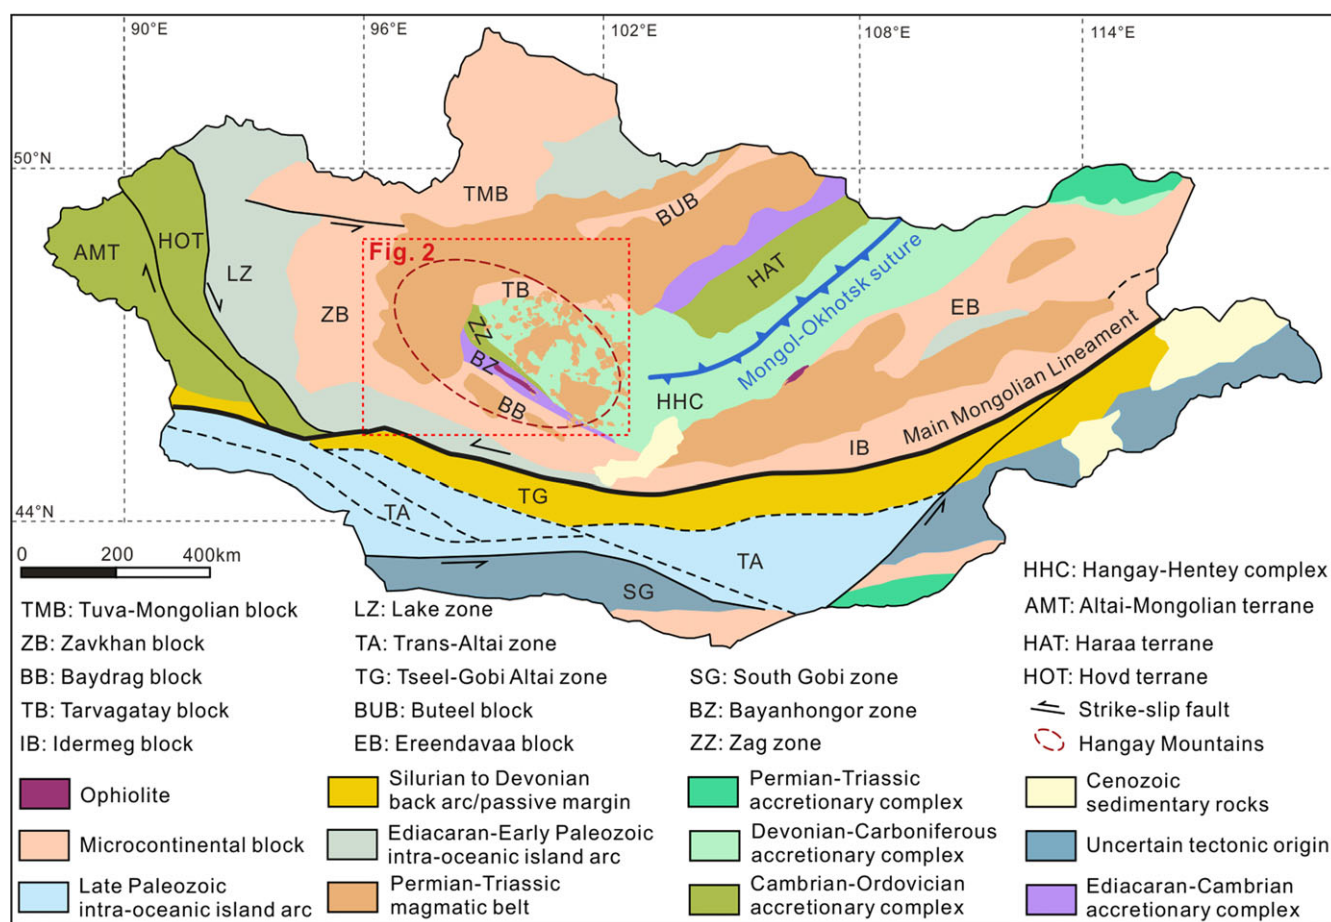 90°E
96°E
102°E
108°E
114°E
50°N
TMB
BUB
HOT
AMT
Fig. 2
HAT
LZ
TB
Mongol-Okhotsk suture
ZB
EB
ZZ
BZ
BB
HHC
Main Mongolian Lineament
IB
TG
44°N
TA
TA
SG
0 200 400km
TMB: Tuva-Mongolian block
ZB: Zavkhan block
BB: Baydrag block
TB: Tarvagatay block
IB: Idermeg block
LZ: Lake zone
TA: Trans-Altai zone
TG: Tseel-Gobi Altai zone
BUB: Buteel block
EB: Ereendavaa block
SG: South Gobi zone
BZ: Bayanhongor zone
ZZ: Zag zone
HHC: Hangay-Hentey complex
AMT: Altai-Mongolian terrane
HAT: Haraa terrane
HOT: Hovd terrane
Strike-slip fault
Hangay Mountains
Ophiolite
Microcontinental block
Late Paleozoic
intra-oceanic island arc
Silurian to Devonian
back arc/passive margin
Ediacaran-Early Paleozoic
intra-oceanic island arc
Permian-Triassic
magmatic belt
Permian-Triassic
accretionary complex
Devonian-Carboniferous
accretionary complex
Cambrian-Ordovician
accretionary complex
Cenozoic
sedimentary rocks
Uncertain tectonic origin
Ediacaran-Cambrian
accretionary complex